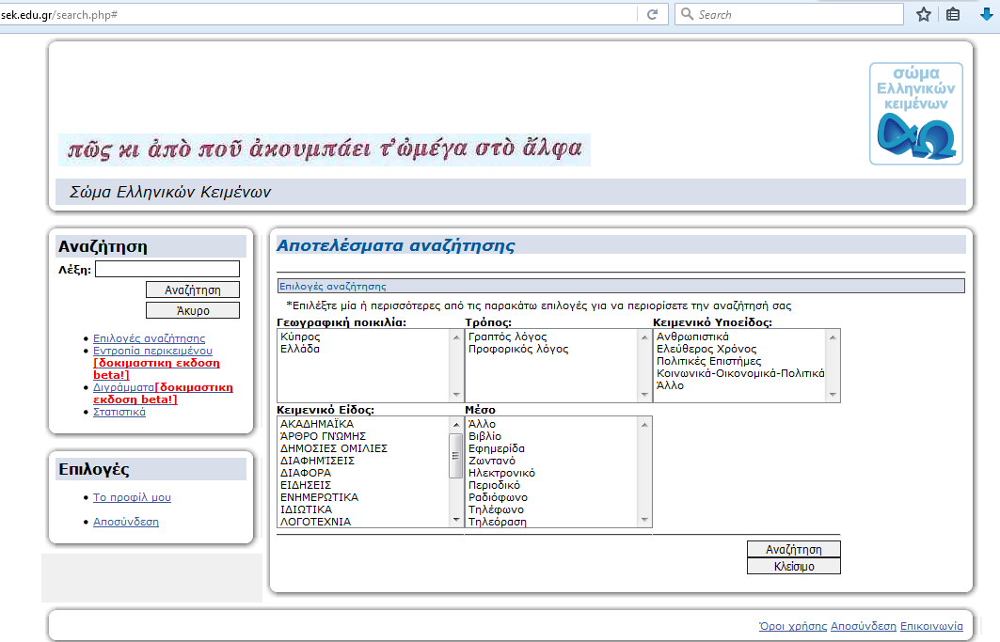 sek.edu.gr/search.php#
Search
σώμα
Ελληνικών
κειμένων
πῶς κι ἀπὸ ποῦ ἀκουμπάει τ'ὠμέγα στὸ ἄλφα
Σώμα Ελληνικών Κειμένων
Αναζήτηση
Λέξη:
Αναζήτηση
Άκυρο
Επιλογές αναζήτησης
Εντροπία περικειμένου
[δοκιμαστικη εκδοση
beta!]
Διγράμματα[δοκιμαστικη
εκδοση beta!]
Στατιστικά
Επιλογές
Το προφίλ μου
Αποσύνδεση
Αποτελέσματα αναζήτησης
Επιλογές αναζήτησης
*Επιλέξτε μία ή περισσότερες από τις παρακάτω επιλογές για να περιορίσετε την αναζήτησή σας
Γεωγραφική ποικιλία:
Κύπρος
Ελλάδα
Τρόπος:
Γραπτός λόγος
Προφορικός λόγος
Κειμενικό Υποείδος:
Ανθρωπιστικά
Ελεύθερος Χρόνος
Πολιτικές Επιστήμες
Κοινωνικά-Οικονομικά-Πολιτικά
Άλλο
Κειμενικό Είδος:
ΑΚΑΔΗΜΑΪΚΑ
ΆΡΘΡΟ ΓΝΏΜΗΣ
ΔΗΜΟΣΙΕΣ ΟΜΙΛΙΕΣ
ΔΙΑΦΗΜΊΣΕΙΣ
ΔΙΑΦΟΡΑ
ΕΙΔΗΣΕΙΣ
ΕΝΗΜΕΡΩΤΙΚΑ
ΙΔΙΩΤΙΚΑ
ΛΟΓΟΤΕΧΝΙΑ
Μέσο
Άλλο
Βιβλίο
Εφημερίδα
Ζωντανό
Ηλεκτρονικό
Περιοδικό
Ραδιόφωνο
Τηλέφωνο
Τηλεόραση
Αναζήτηση
Κλείσιμο
Όροι χρήσης Αποσύνδεση Επικοινωνία